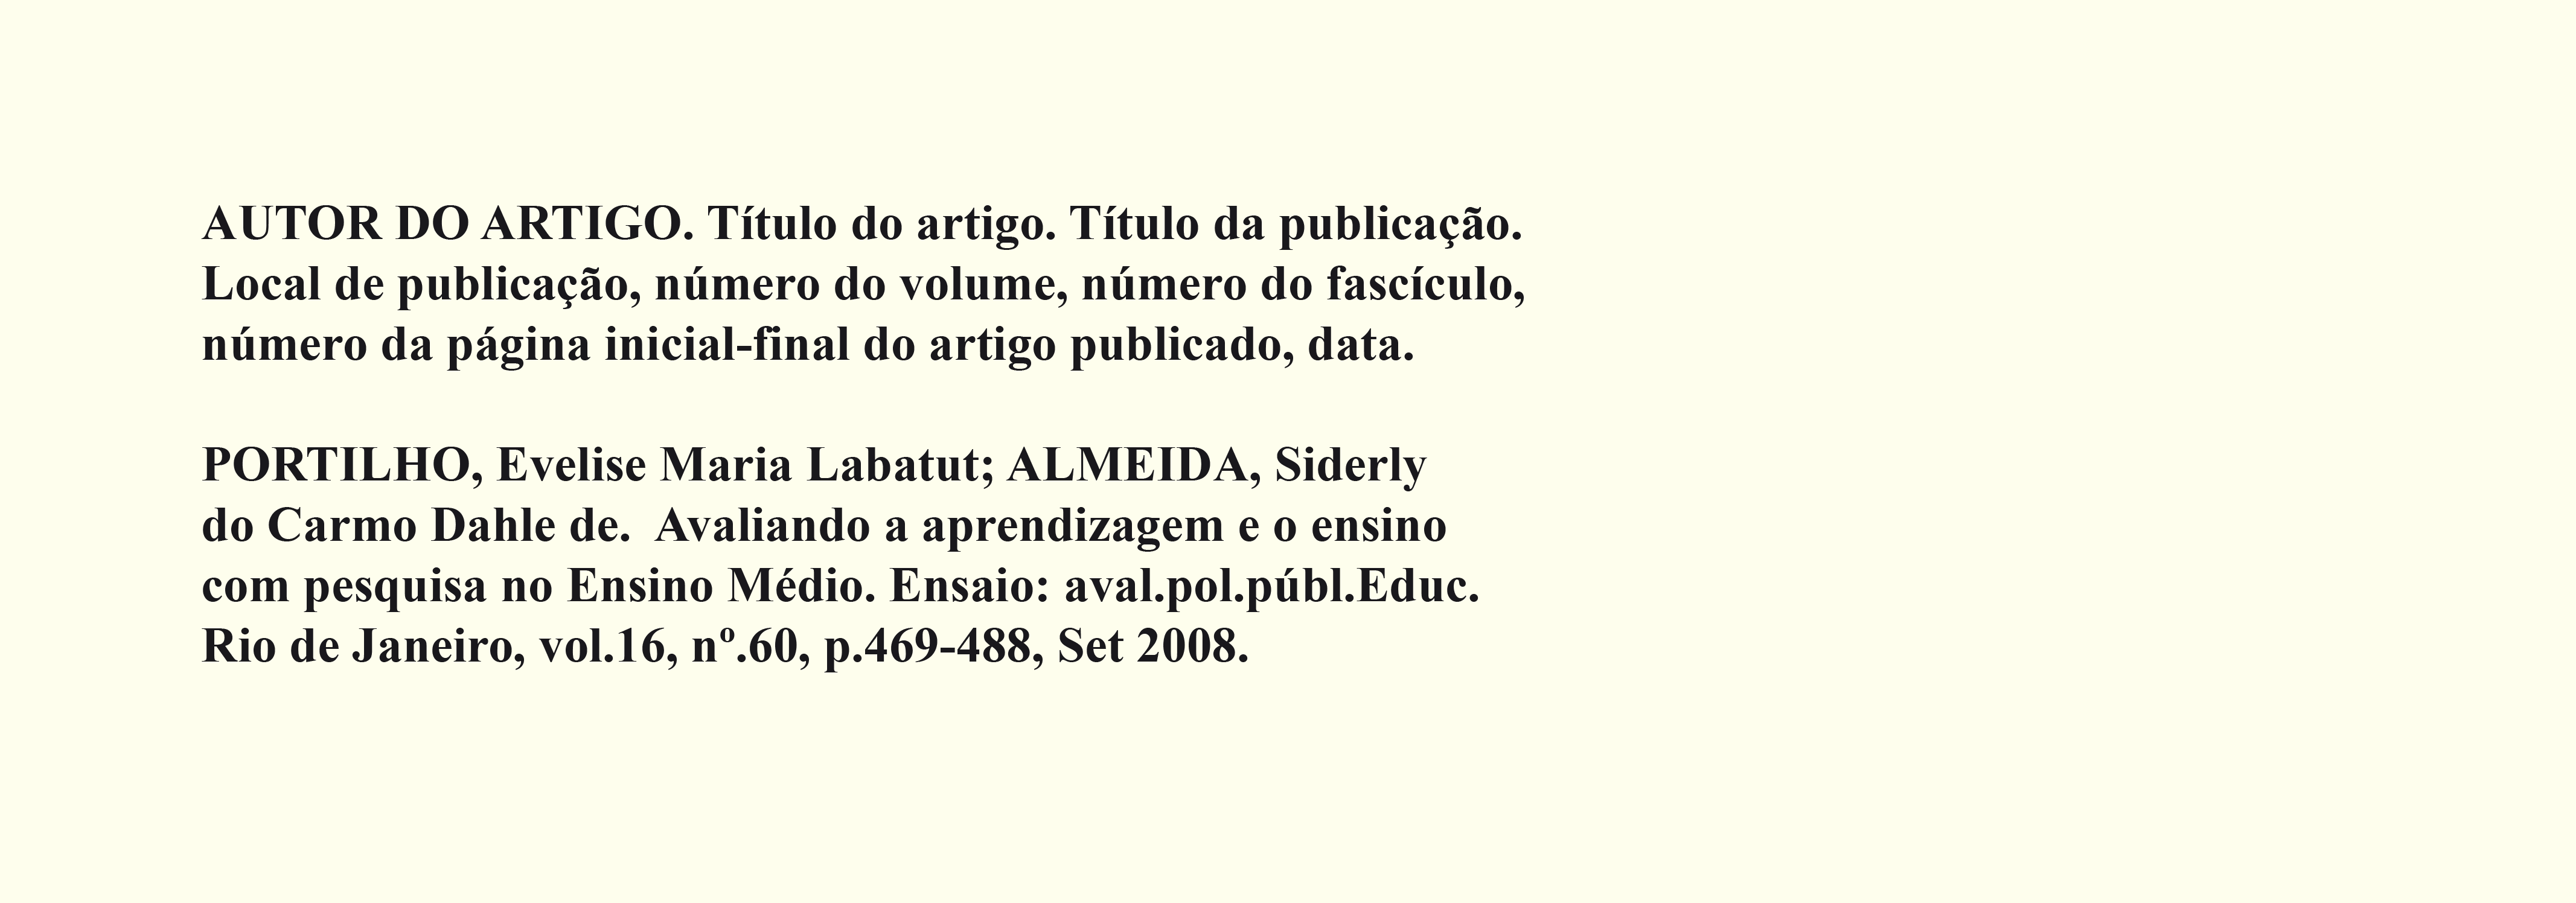 AUTOR DO ARTIGO. Título do artigo. Título da publicação.
Local de publicação, número do volume, número do fascículo,
número da página inicial-final do artigo publicado, data.
PORTILHO, Evelise Maria Labatut; ALMEIDA, Siderly
do Carmo Dahle de.  Avaliando a aprendizagem e o ensino
com pesquisa no Ensino Médio. Ensaio: aval.pol.públ.Educ.
Rio de Janeiro, vol.16, nº.60, p.469-488, Set 2008.